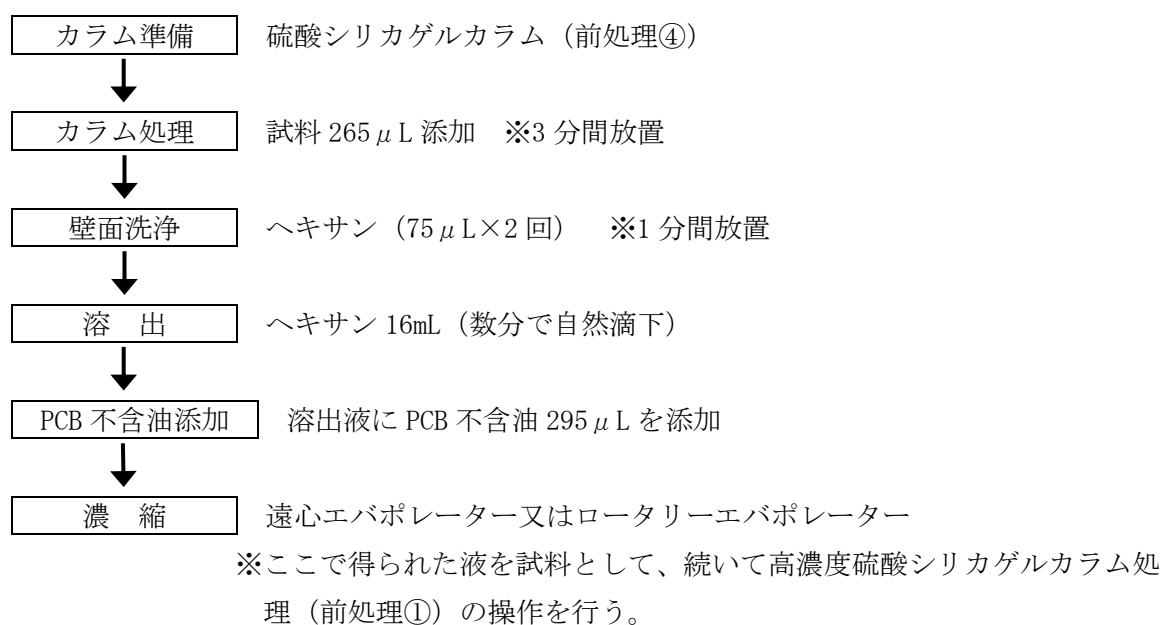 カラム準備 硫酸シリカゲルカラム（前処理④）
カラム処理 試料 265μL 添加 ※3 分間放置
壁面洗浄 ヘキサン（75μL×2 回） ※1 分間放置
溶 出 ヘキサン 16mL（数分で自然滴下）
PCB 不含油添加 溶出液に PCB 不含油 295μL を添加
濃 縮 遠心エバポレーター又はロータリーエバポレーター
※ここで得られた液を試料として、続いて高濃度硫酸シリカゲルカラム処
理（前処理①）の操作を行う。